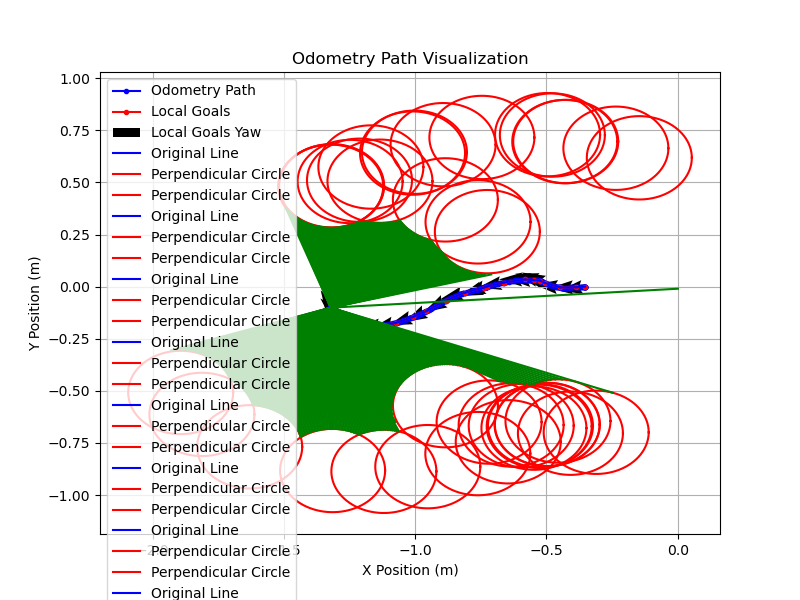 Odometry Path Visualization
Y Position (m)
1.00
0.75
0.50
0.25
0.00
−0.25
−0.50
−0.75
−1.00
Odometry Path
Local Goals
Local Goals Yaw
Original Line
Perpendicular Circle
Perpendicular Circle
Original Line
Perpendicular Circle
Perpendicular Circle
Original Line
Perpendicular Circle
Perpendicular Circle
Original Line
Perpendicular Circle
Perpendicular Circle
Original Line
Perpendicular Circle
Perpendicular Circle
Original Line
Perpendicular Circle
Perpendicular Circle
Original Line
Perpendicular Circle
Perpendicular Circle
Original Line
−2.0 −1.5 −1.0 −0.5 0.0
X Position (m)